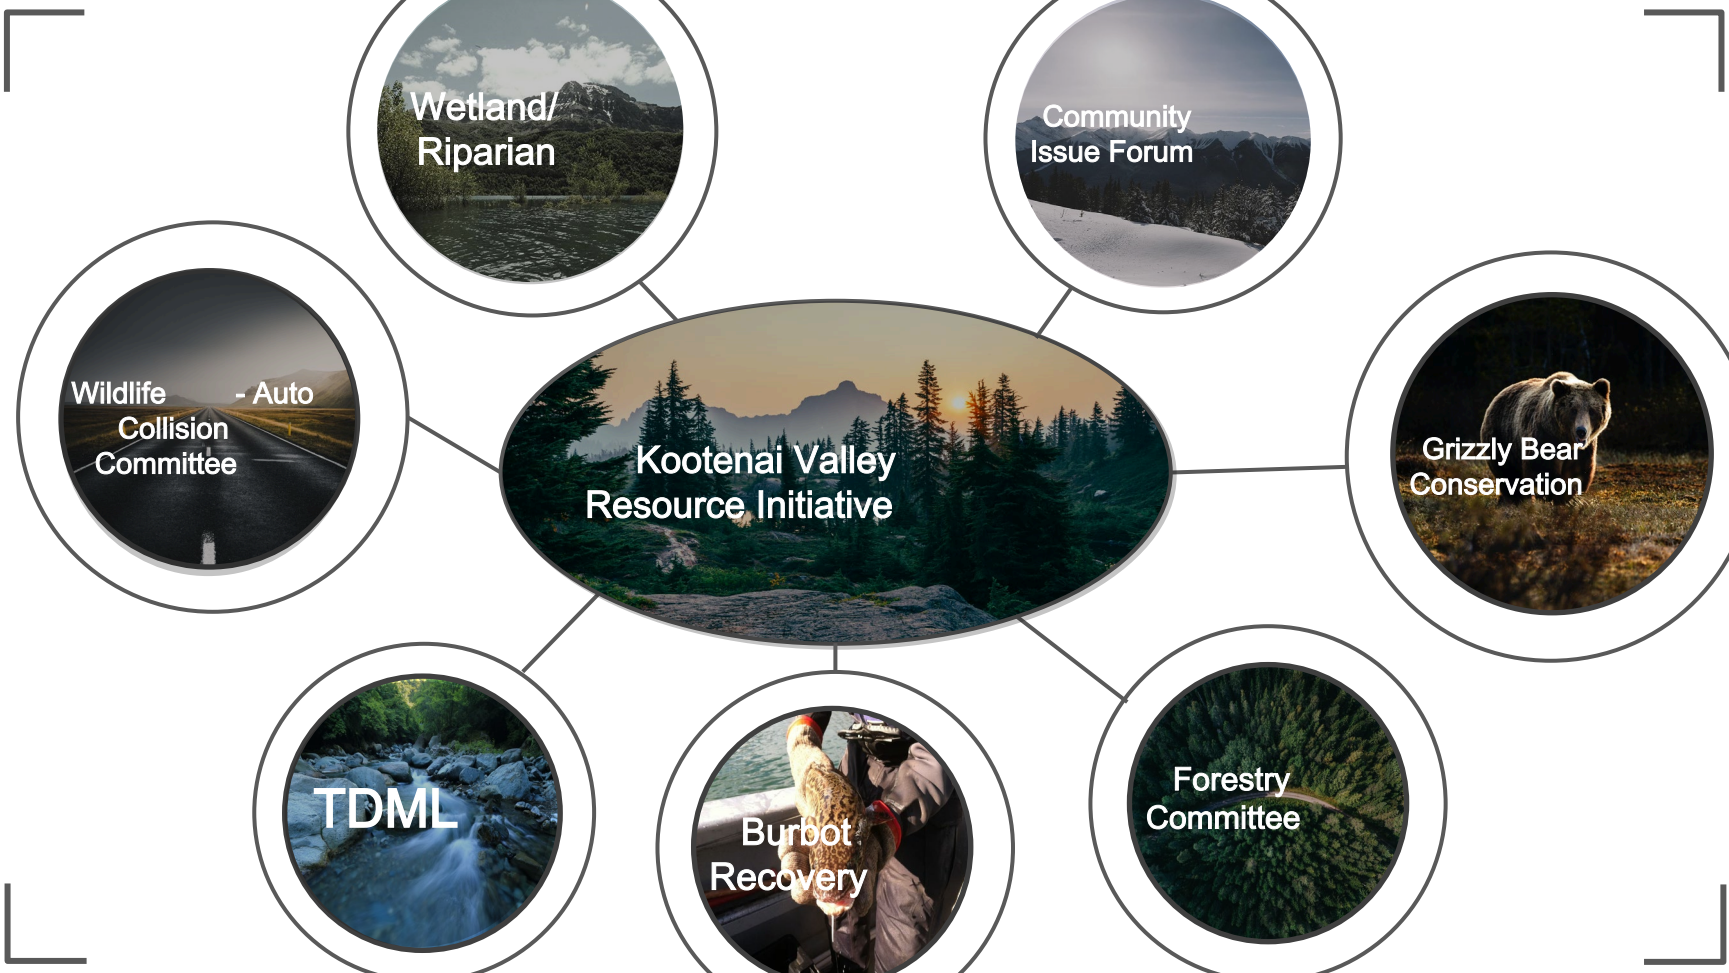 Wetland/
Riparian
Community
Issue Forum
Wildlife - Auto
Collision
Committee
Kootenai Valley
Resource Initiative
Grizzly Bear
Conservation
TDML
Burbot
Recovery
Forestry
Committee